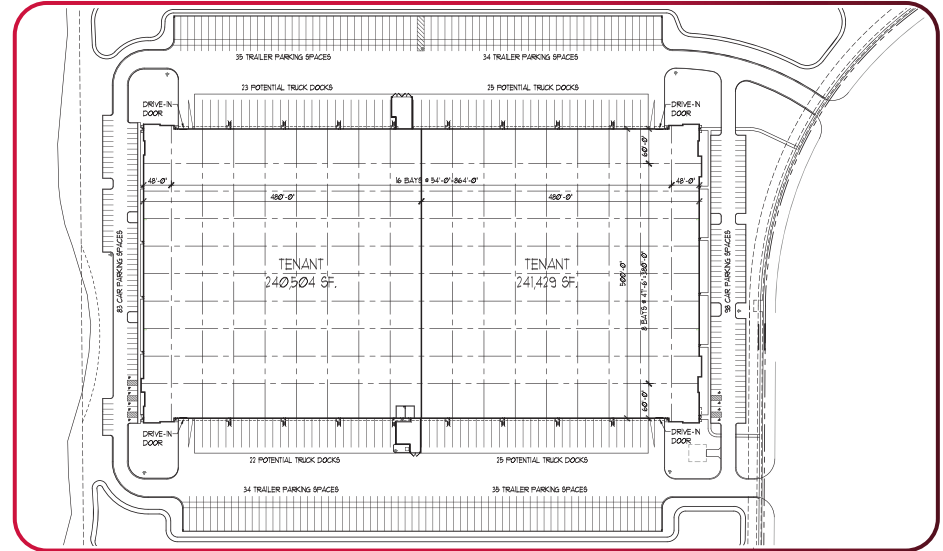 35 TRAILER PARKING SPACES
34 TRAILER PARKING SPACES
23 POTENTIAL TRUCK DOCKS
25 POTENTIAL TRUCK DOCKS
DRIVE-IN
DOOR
DRIVE-IN
DOOR
60'-0"
48'-0"
16 BAYS @ 54'-0"=864'-0"
48'-0"
480'-0"
480'-0"
83 CAR PARKING SPACES
TENANT
240,504 SF.
TENANT
241,429 SF.
500'-0"
8 BAYS @ 47'-6"=380'-0"
98 CAR PARKING SPACES
60'-0"
DRIVE-IN
DOOR
DRIVE-IN
DOOR
22 POTENTIAL TRUCK DOCKS
25 POTENTIAL TRUCK DOCKS
34 TRAILER PARKING SPACES
35 TRAILER PARKING SPACES